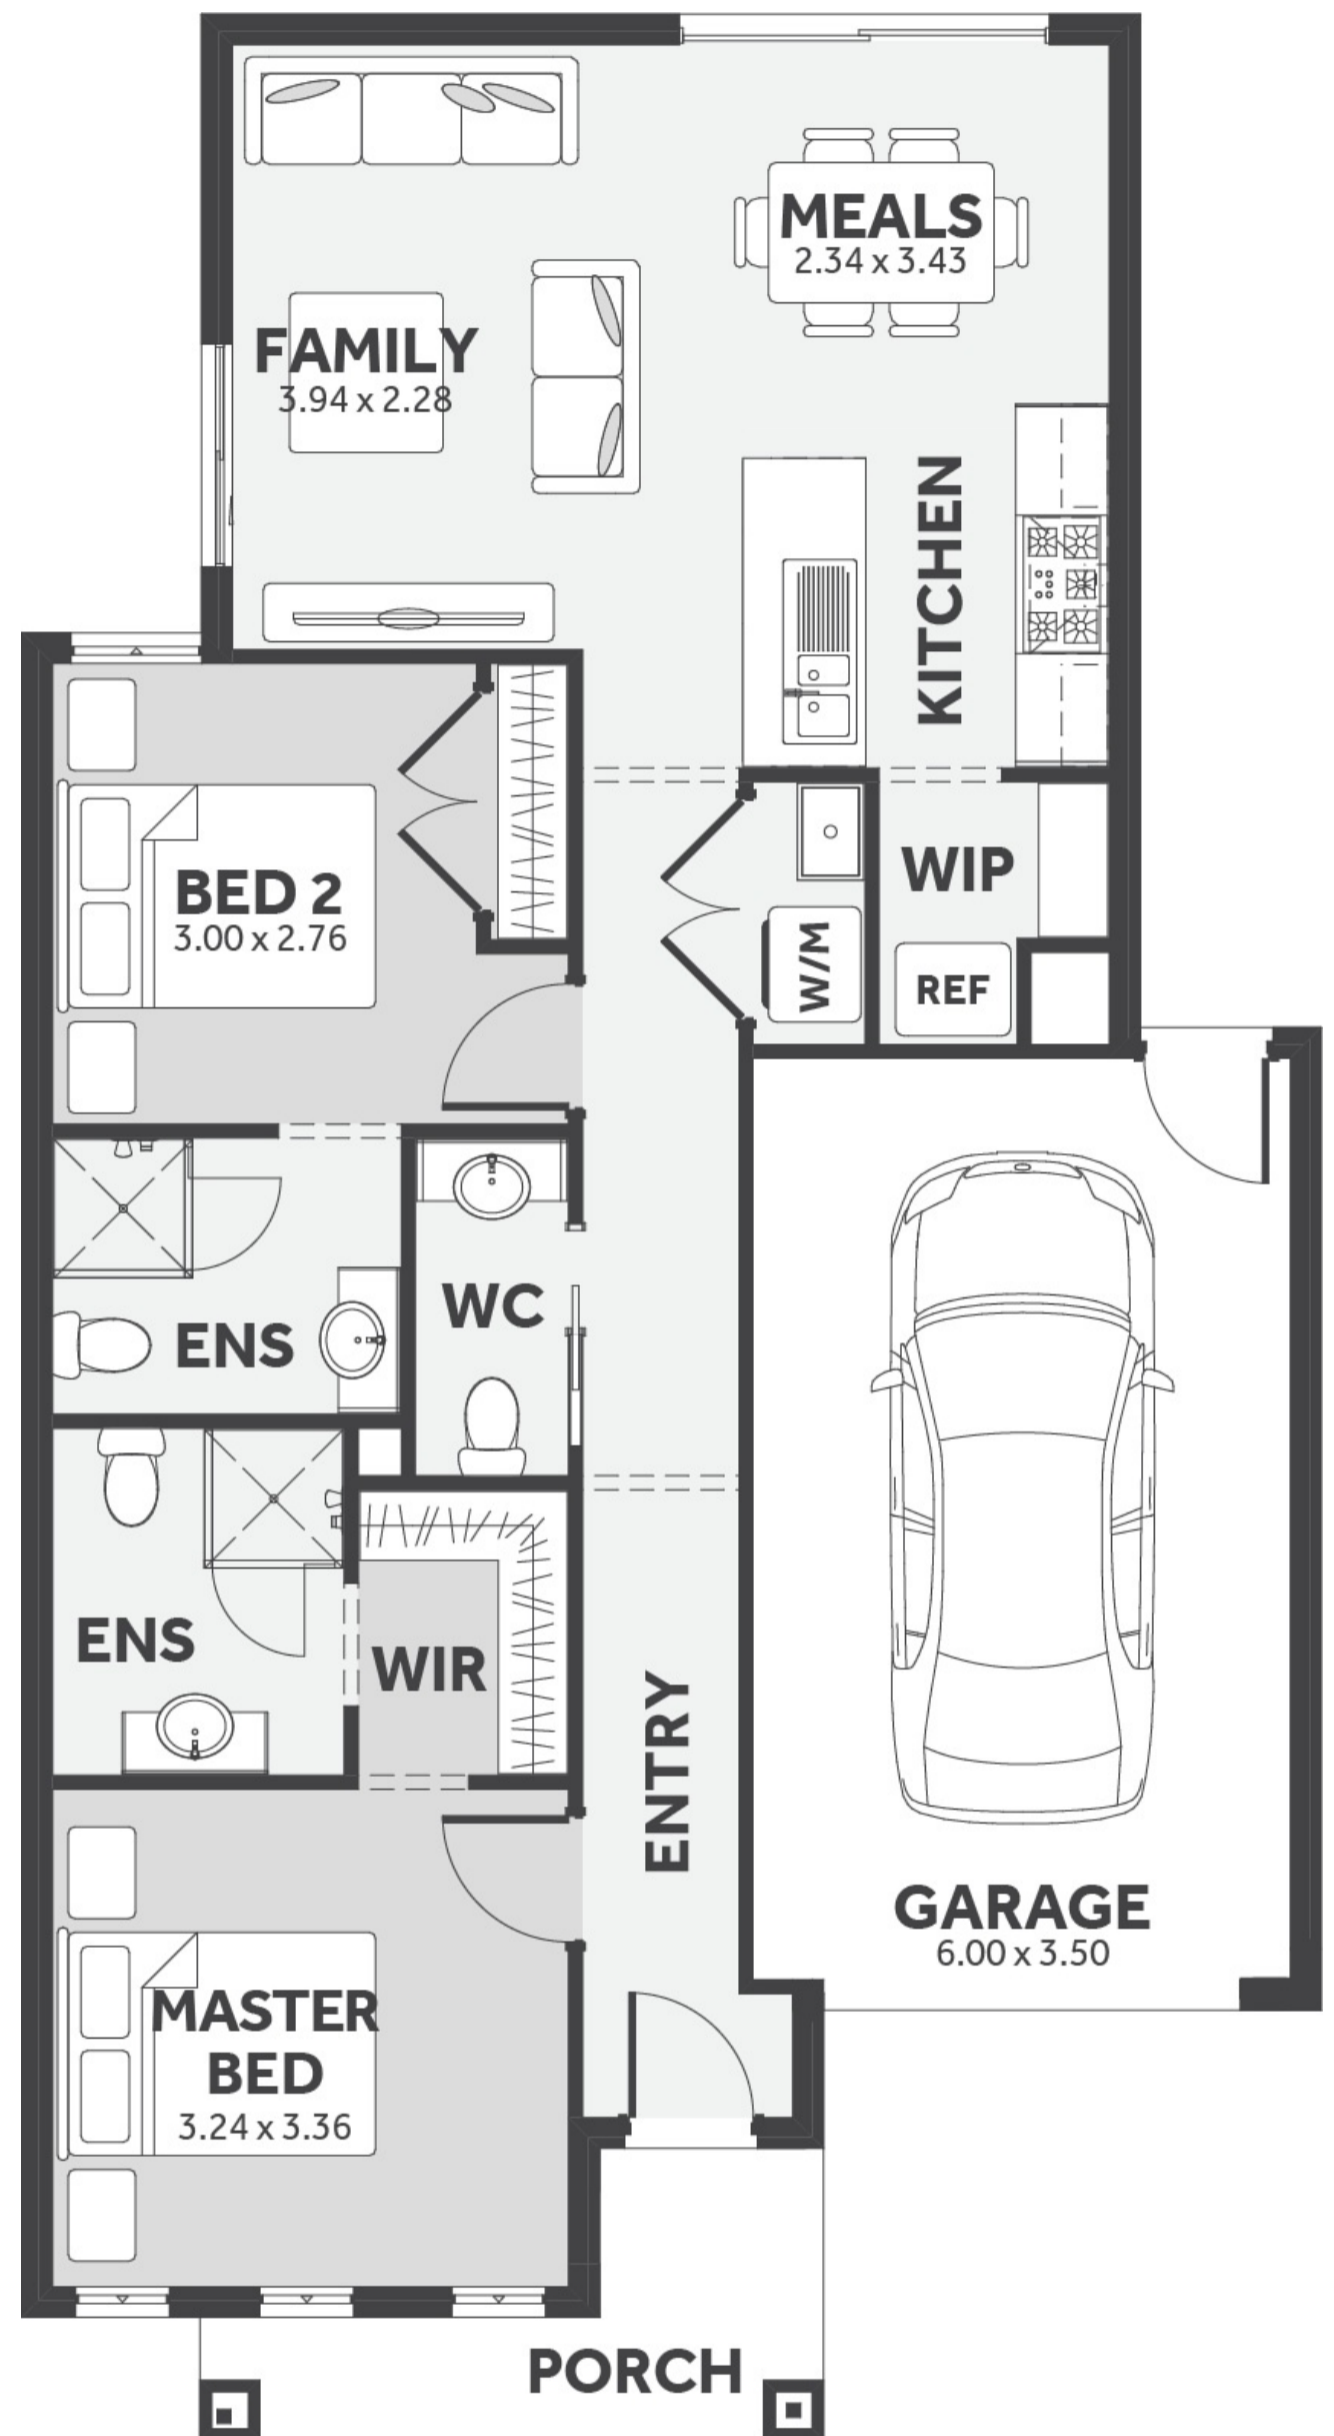 MEALS
2.34 x 3.43
FAMILY
3.94 x 2.28
KITCHEN
BED 2
3.00 x 2.76
WIP
W/M
REF
WC
ENS
ENS
WIR
ENTRY
GARAGE
6.00 x 3.50
MASTER
BED
3.24 x 3.36
PORCH